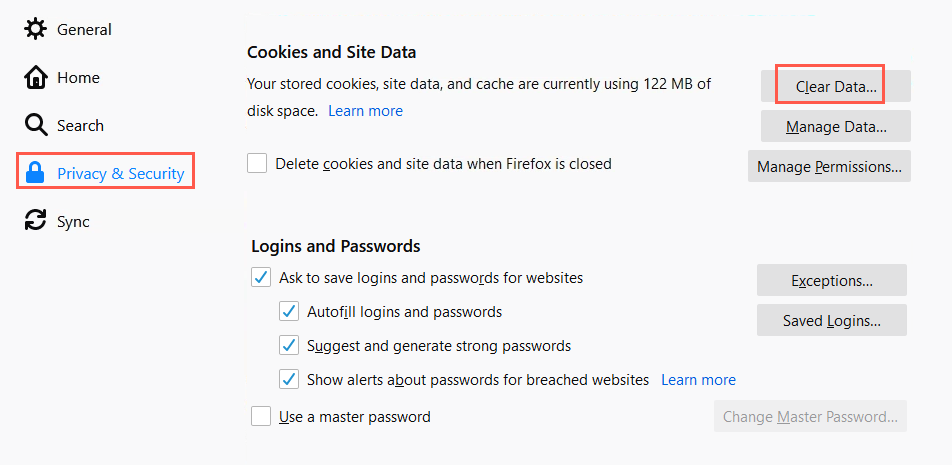 General
Home
Search
Privacy & Security
Sync
Cookies and Site Data
Your stored cookies, site data, and cache are currently using 122 MB of
disk space. Learn more
Clear Data...
Manage Data...
Delete cookies and site data when Firefox is closed
Manage Permissions...
Logins and Passwords
Ask to save logins and passwords for websites
Exceptions...
Autofill logins and passwords
Saved Logins...
Suggest and generate strong passwords
Show alerts about passwords for breached websites Learn more
Use a master password
Change Master Password...